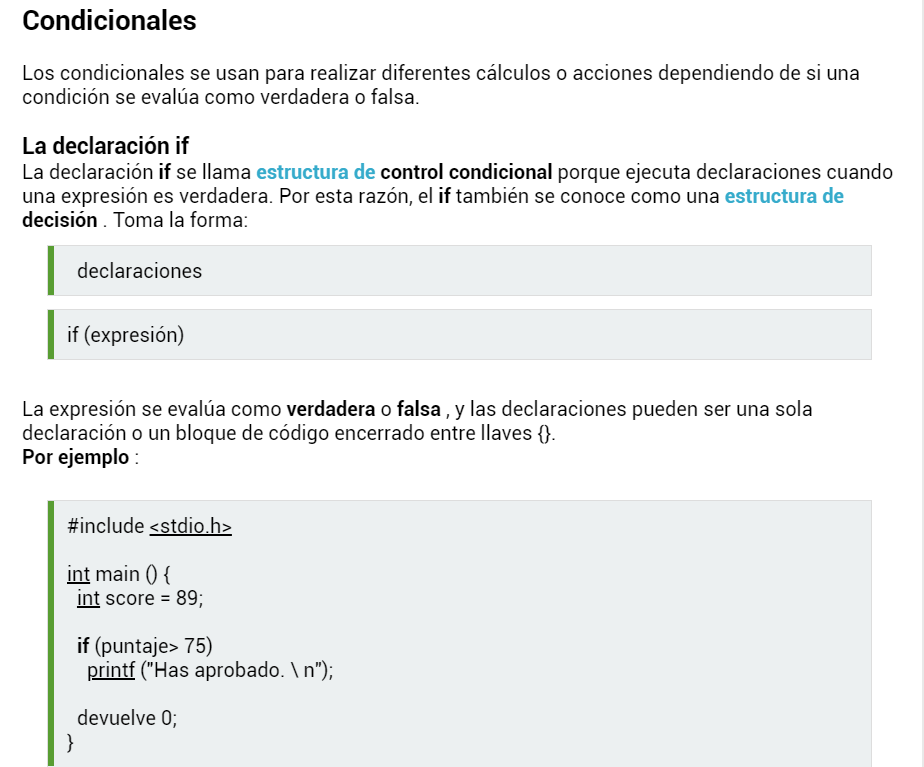 Condicionales
Los condicionales se usan para realizar diferentes cálculos o acciones dependiendo de si una
condición se evalúa como verdadera o falsa.
La declaración if
La declaración if se llama estructura de control condicional porque ejecuta declaraciones cuando
una expresión es verdadera. Por esta razón, el if también se conoce como una estructura de
decisión . Toma la forma:
declaraciones
if (expresión)
La expresión se evalúa como verdadera o falsa , y las declaraciones pueden ser una sola
declaración o un bloque de código encerrado entre llaves {}.
Por ejemplo :
#include <stdio.h>
int main () {
int score = 89;
if (puntaje> 75)
printf ("Has aprobado. \ n");
devuelve 0;
}